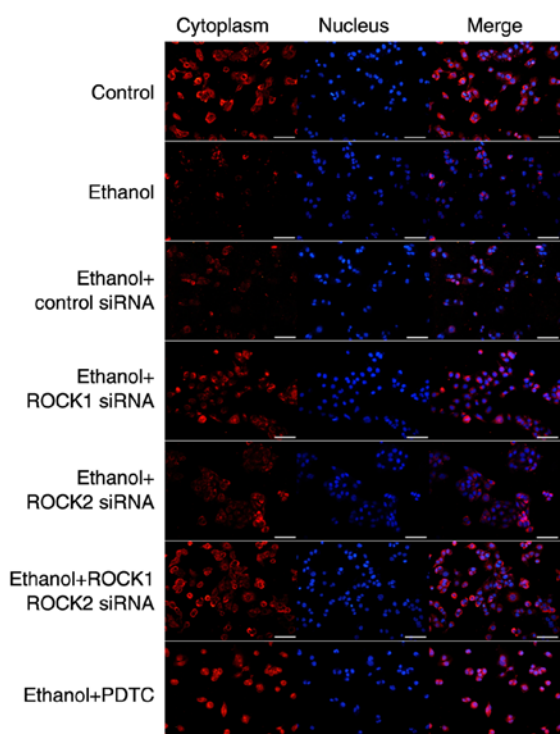 Cytoplasm Nucleus Merge
Control
Ethanol
Ethanol+
control siRNA
Ethanol+
ROCK1 siRNA
Ethanol+
ROCK2 siRNA
Ethanol+ROCK1
ROCK2 siRNA
Ethanol+PDTC